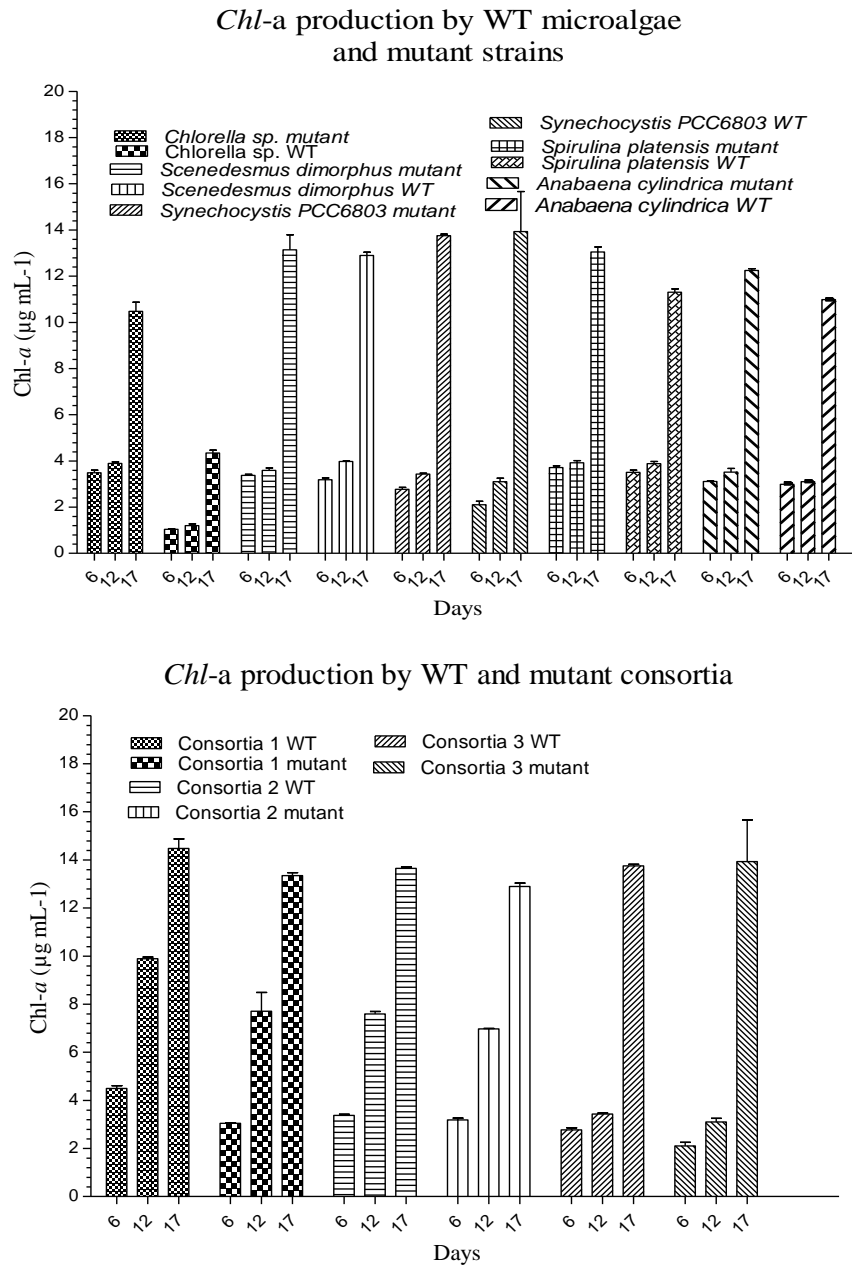 Chl-a production by WT microalgae
and mutant strains
Chl-a (µg mL-1)
20
18
16
14
12
10
8
6
4
2
0
Chlorella sp. mutant
Chlorella sp. WT
Scenedesmus dimorphus mutant
Scenedesmus dimorphus WT
Synechocystis PCC6803 mutant
Synechocystis PCC6803 WT
Spirulina platensis mutant
Spirulina platensis WT
Anabaena cylindrica mutant
Anabaena cylindrica WT
6 12 17 6 12 17 6 12 17 6 12 17 6 12 17 6 12 17 6 12 17 6 12 17 6 12 17 6 12 17
Days
Chl-a production by WT and mutant consortia
Chl-a (µg mL-1)
20
18
16
14
12
10
8
6
4
2
0
Consortia 1 WT
Consortia 1 mutant
Consortia 2 WT
Consortia 2 mutant
Consortia 3 WT
Consortia 3 mutant
6 12 17 6 12 17 6 12 17 6 12 17 6 12 17 6 12 17
Days